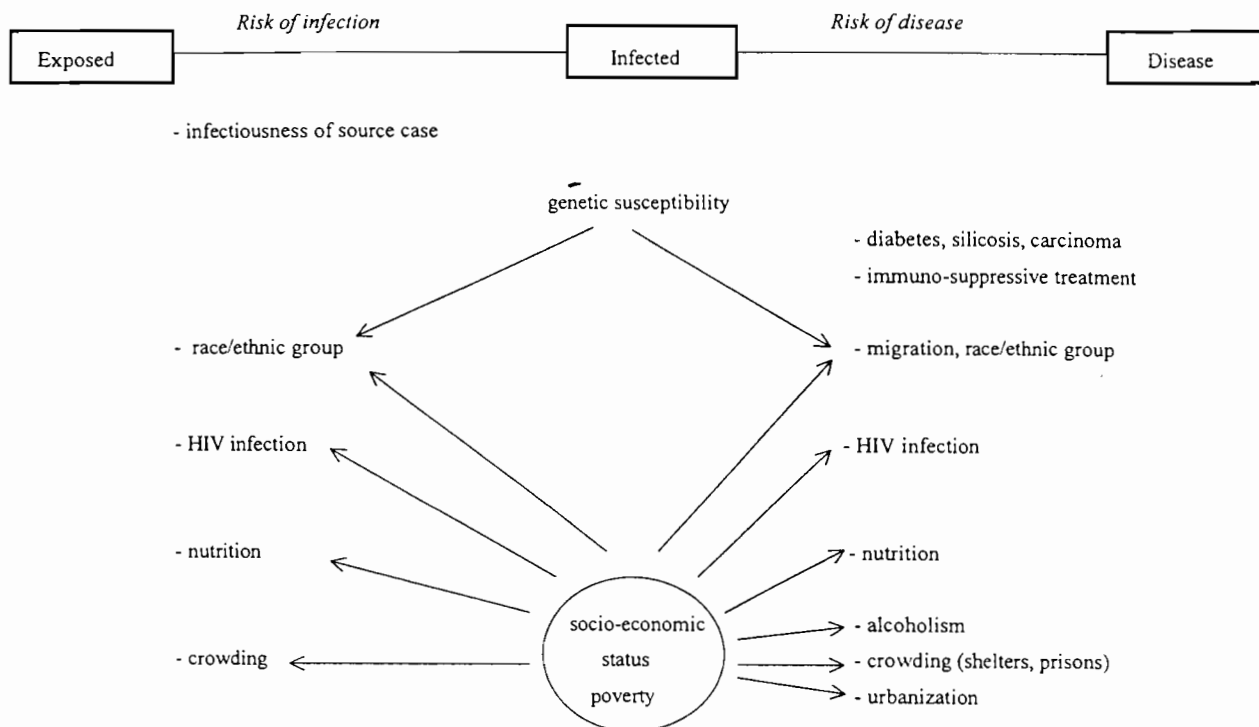 Risk of infection
Risk of disease
Exposed
Infected
Disease
- infectiousness of source case
genetic susceptibility
- diabetes, silicosis, carcinoma
- immuno-suppressive treatment
- race/ethnic group
- migration, race/ethnic group
- HIV infection
- HIV infection
- nutrition
- nutrition
socio-economic
status
poverty
- alcoholism
- crowding
- crowding (shelters, prisons)
- urbanization